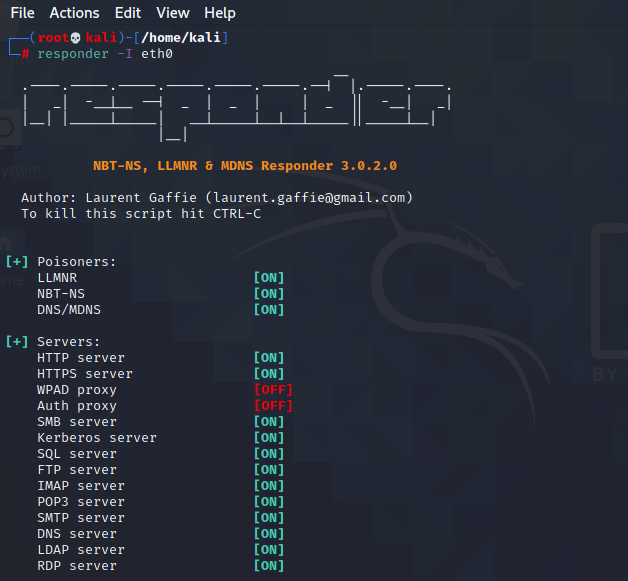 File Actions Edit View Help
(root💀kali)-[/home/kali]
# responder -I eth0
NBT-NS, LLMNR & MDNS Responder 3.0.2.0
Author: Laurent Gaffie (laurent.gaffie@gmail.com)
To kill this script hit CTRL-C
[+] Poisoners:
LLMNR [ON]
NBT-NS [ON]
DNS/MDNS [ON]
[+] Servers:
HTTP server [ON]
HTTPS server [ON]
WPAD proxy [OFF]
Auth proxy [OFF]
SMB server [ON]
Kerberos server [ON]
SQL server [ON]
FTP server [ON]
IMAP server [ON]
POP3 server [ON]
SMTP server [ON]
DNS server [ON]
LDAP server [ON]
RDP server [ON]
BY